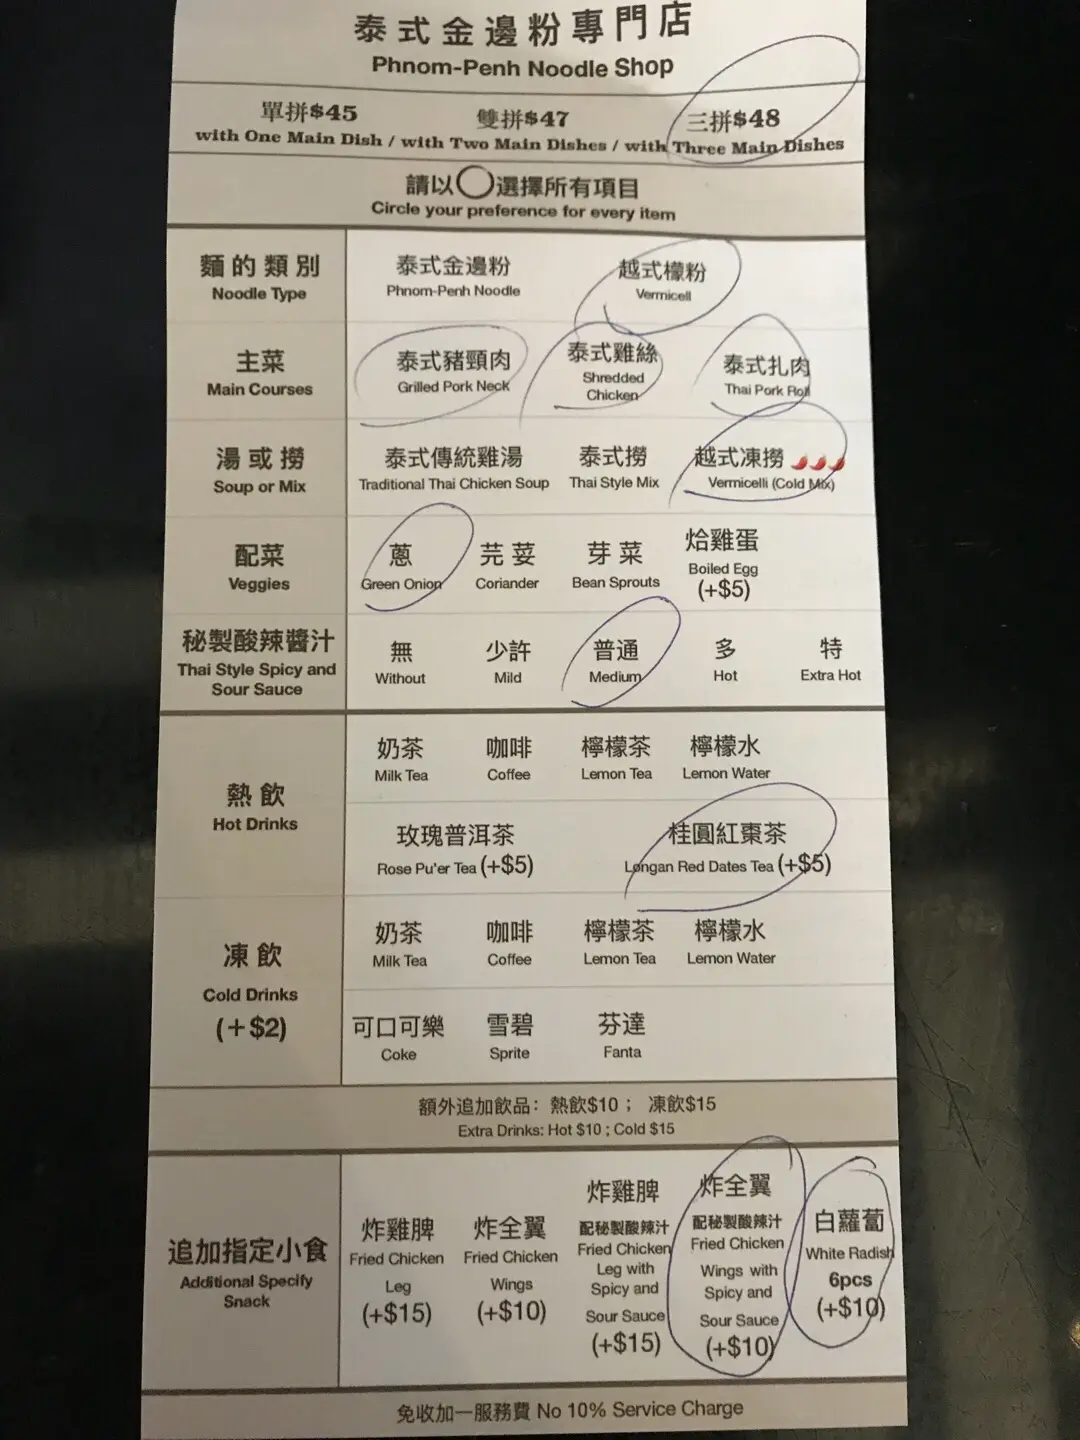 泰式金邊粉專門店
Phnom-Penh Noodle Shop
單拼$45 雙拼$47 三拼$48
with One Main Dish / with Two Main Dishes / with Three Main Dishes
請以◯選擇所有項目
Circle your preference for every item
麵的類別 泰式金邊粉 越式檬粉
Noodle Type Phnom-Penh Noodle Vermicell
主菜 泰式豬頸肉 泰式雞絲 泰式扎肉
Main Courses Grilled Pork Neck Shredded Chicken Thai Pork Roll
湯或撈 泰式傳統雞湯 泰式撈 越式凍撈
Soup or Mix Traditional Thai Chicken Soup Thai Style Mix Vermicelli (Cold Mix)
配菜 蔥 芫荽 芽菜 烚雞蛋
Veggies Green Onion Coriander Bean Sprouts Boiled Egg
(+$5)
秘製酸辣醬汁 無 少許 普通 多 特
Thai Style Spicy and Sour Sauce Without Mild Medium Hot Extra Hot
熱飲 奶茶 咖啡 檸檬茶 檸檬水
Hot Drinks Milk Tea Coffee Lemon Tea Lemon Water
玫瑰普洱茶 桂圓紅棗茶
Rose Pu'er Tea (+$5) Longan Red Dates Tea (+$5)
凍飲 奶茶 咖啡 檸檬茶 檸檬水
Cold Drinks Milk Tea Coffee Lemon Tea Lemon Water
(+$2) 可口可樂 雪碧 芬達
Coke Sprite Fanta
額外追加飲品：熱飲$10； 凍飲$15
Extra Drinks: Hot $10 ; Cold $15
追加指定小食
Additional Specify
Snack
炸雞脾
Fried Chicken
Leg
(+$15)
炸全翼
Fried Chicken
Wings
(+$10)
炸雞脾
配秘製酸辣汁
Fried Chicken
Leg with
Spicy and
Sour Sauce
(+$15)
炸全翼
配秘製酸辣汁
Fried Chicken
Wings with
Spicy and
Sour Sauce
(+$10)
白蘿蔔
White Radish
6pcs
(+$10)
免收加一服務費 No 10% Service Charge